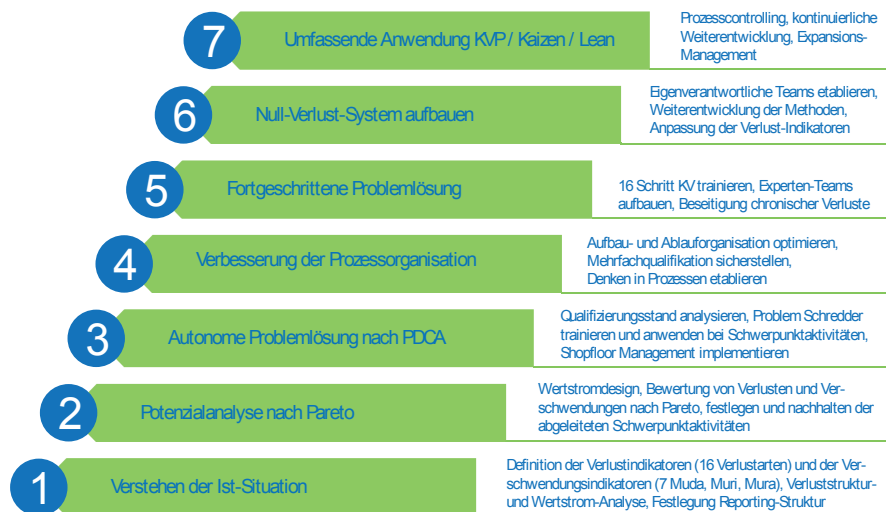 7
Umfassende Anwendung KVP / Kaizen / Lean
Prozesscontrolling, kontinuierliche
Weiterentwicklung, Expansions-
Management
6
Null-Verlust-System aufbauen
Eigenverantwortliche Teams etablieren,
Weiterentwicklung der Methoden,
Anpassung der Verlust-Indikatoren
5
Fortgeschrittene Problemlösung
16 Schritt KV trainieren, Experten-Teams
aufbauen, Beseitigung chronischer Verluste
4
Verbesserung der Prozessorganisation
Aufbau- und Ablauforganisation optimieren,
Mehrfachqualifikation sicherstellen,
Denken in Prozessen etablieren
3
Autonome Problemlösung nach PDCA
Qualifizierungsstand analysieren, Problem Schredder
trainieren und anwenden bei Schwerpunktaktivitäten,
Shopfloor Management implementieren
2
Potenzialanalyse nach Pareto
Wertstromdesign, Bewertung von Verlusten und Ver-
schwendungen nach Pareto, festlegen und nachhalten der
abgeleiteten Schwerpunktaktivitäten
1
Verstehen der Ist-Situation
Definition der Verlustindikatoren (16 Verlustarten) und der Ver-
schwendungsindikatoren (7 Muda, Muri, Mura), Verluststruktur-
und Wertstrom-Analyse, Festlegung Reporting-Struktur